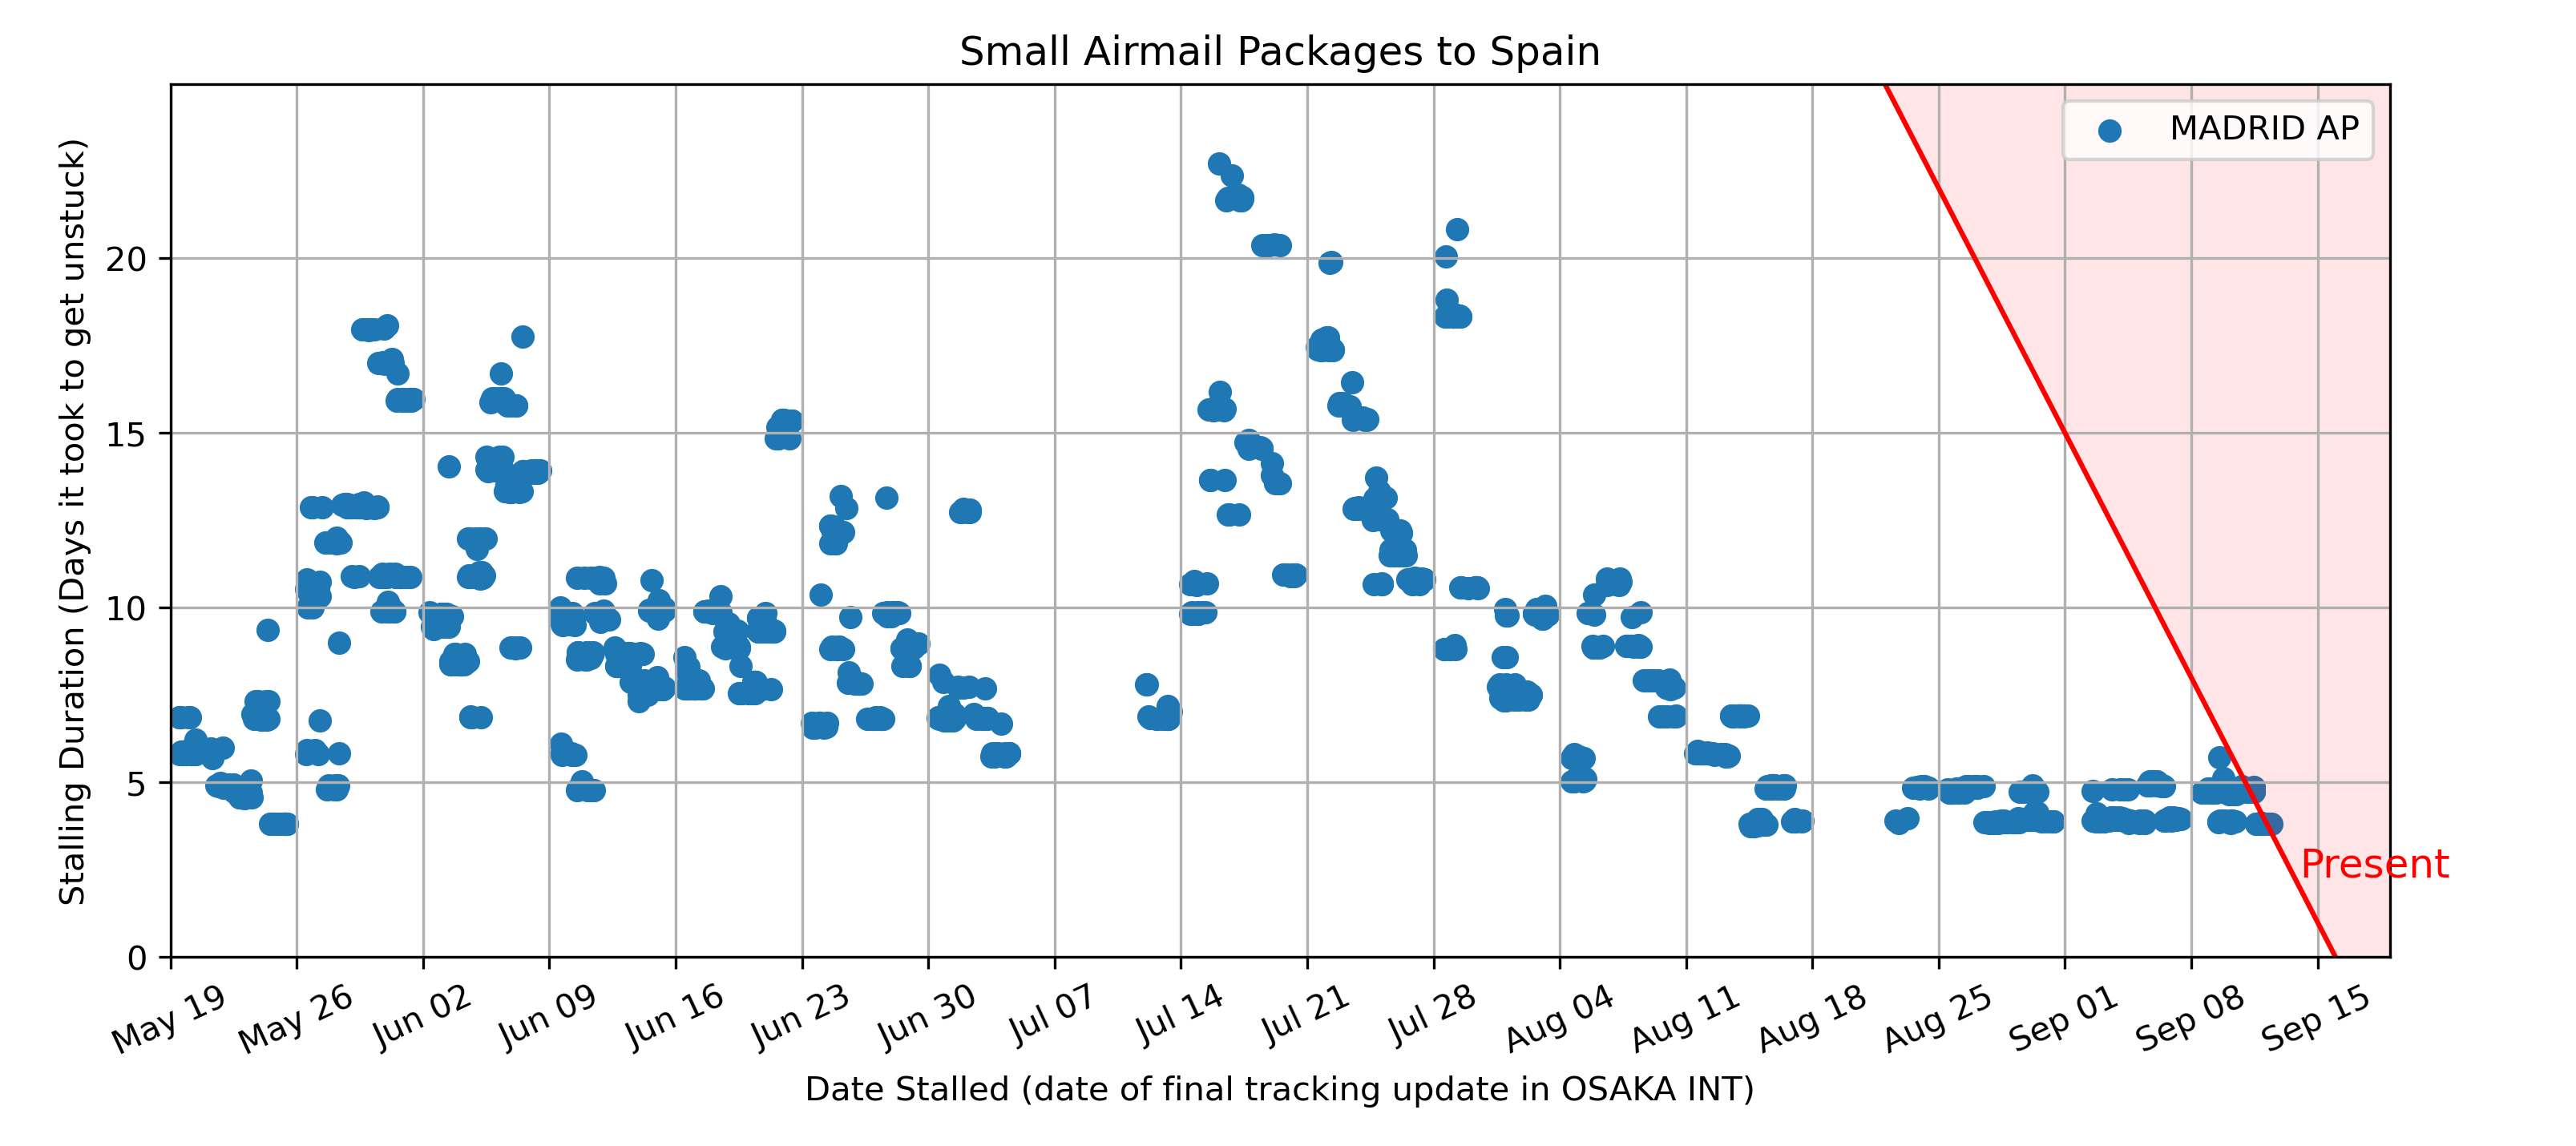 Small Airmail Packages to Spain
MADRID AP
Stalling Duration (Days it took to get unstuck)
20
15
10
5
0
Present
May 19
May 26
Jun 02
Jun 09
Jun 16
Jun 23
Jun 30
Jul 07
Jul 14
Jul 21
Jul 28
Aug 04
Aug 11
Aug 18
Aug 25
Sep 01
Sep 08
Sep 15
Date Stalled (date of final tracking update in OSAKA INT)